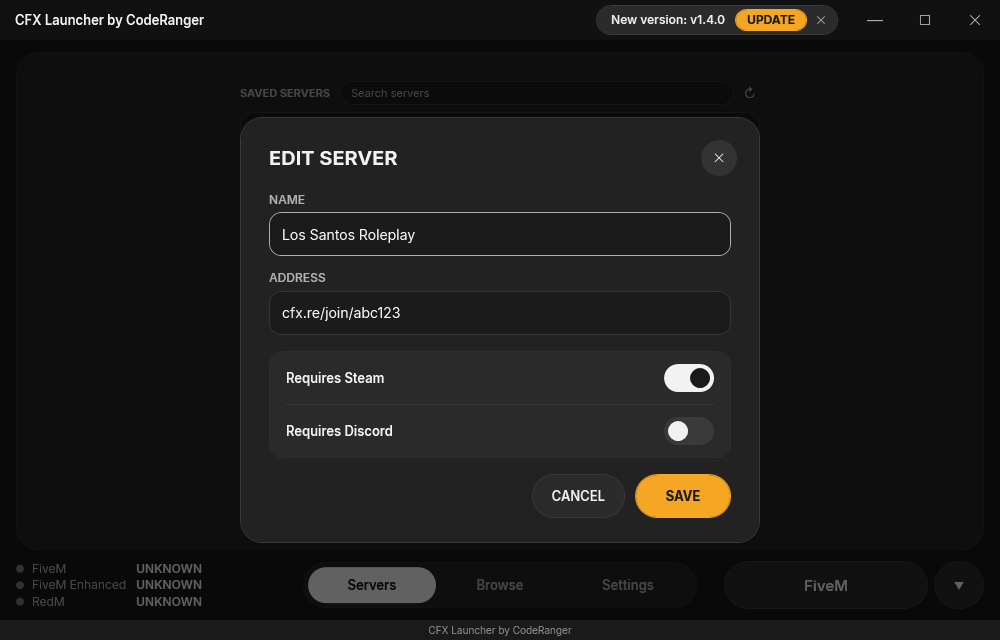 CFX Launcher by CodeRanger
New version: v1.4.0 UPDATE
SAVED SERVERS Search servers
EDIT SERVER
NAME
Los Santos Roleplay
ADDRESS
cfx.re/join/abc123
Requires Steam
Requires Discord
CANCEL SAVE
FiveM UNKNOWN
FiveM Enhanced UNKNOWN
RedM UNKNOWN
Servers Browse Settings
FiveM
CFX Launcher by CodeRanger